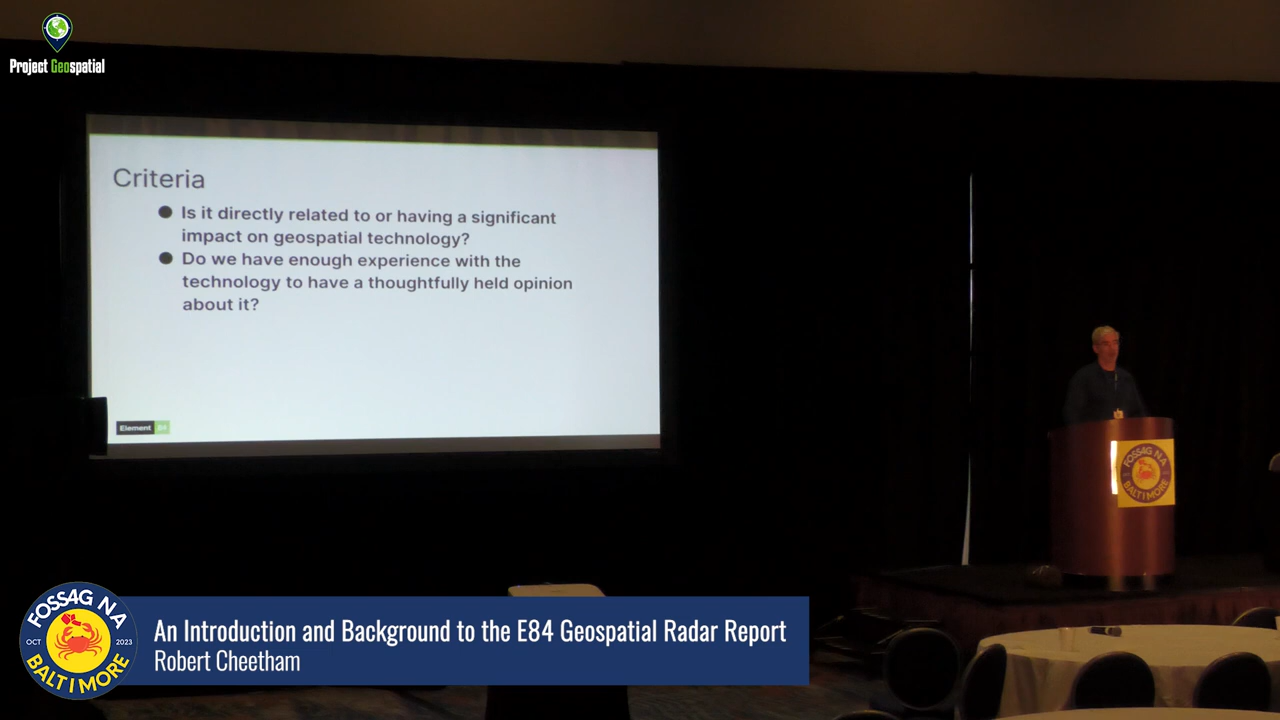 Project Geospatial
Criteria
● Is it directly related to or having a significant
impact on geospatial technology?
● Do we have enough experience with the
technology to have a thoughtfully held opinion
about it?
Element 84
FOSS4G NA
BALTIMORE
FOSS4G NA
OCT 2023
BALTIMORE
An Introduction and Background to the E84 Geospatial Radar Report
Robert Cheetham